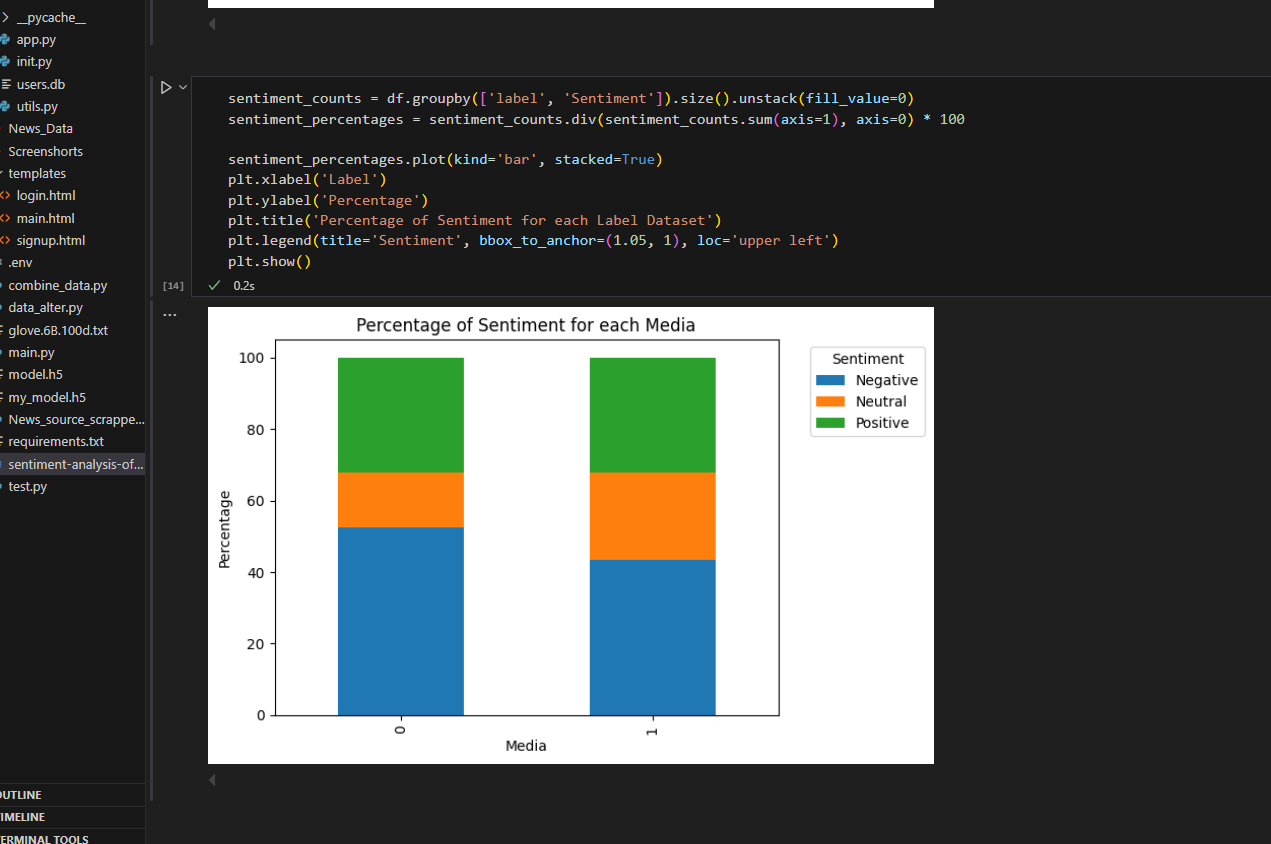 __pycache__
app.py
init.py
users.db
utils.py
News_Data
Screenshorts
templates
login.html
main.html
signup.html
.env
combine_data.py
data_alter.py
glove.6B.100d.txt
main.py
model.h5
my_model.h5
News_source_scrappe...
requirements.txt
sentiment-analysis-of...
test.py
OUTLINE
TIMELINE
TERMINAL TOOLS
sentiment_counts = df.groupby(['label', 'Sentiment']).size().unstack(fill_value=0)
sentiment_percentages = sentiment_counts.div(sentiment_counts.sum(axis=1), axis=0) * 100
sentiment_percentages.plot(kind='bar', stacked=True)
plt.xlabel('Label')
plt.ylabel('Percentage')
plt.title('Percentage of Sentiment for each Label Dataset')
plt.legend(title='Sentiment', bbox_to_anchor=(1.05, 1), loc='upper left')
plt.show()
[14] 0.2s
...
Percentage of Sentiment for each Media
100
80
60
40
20
0
Percentage
0
1
Media
Sentiment
Negative
Neutral
Positive